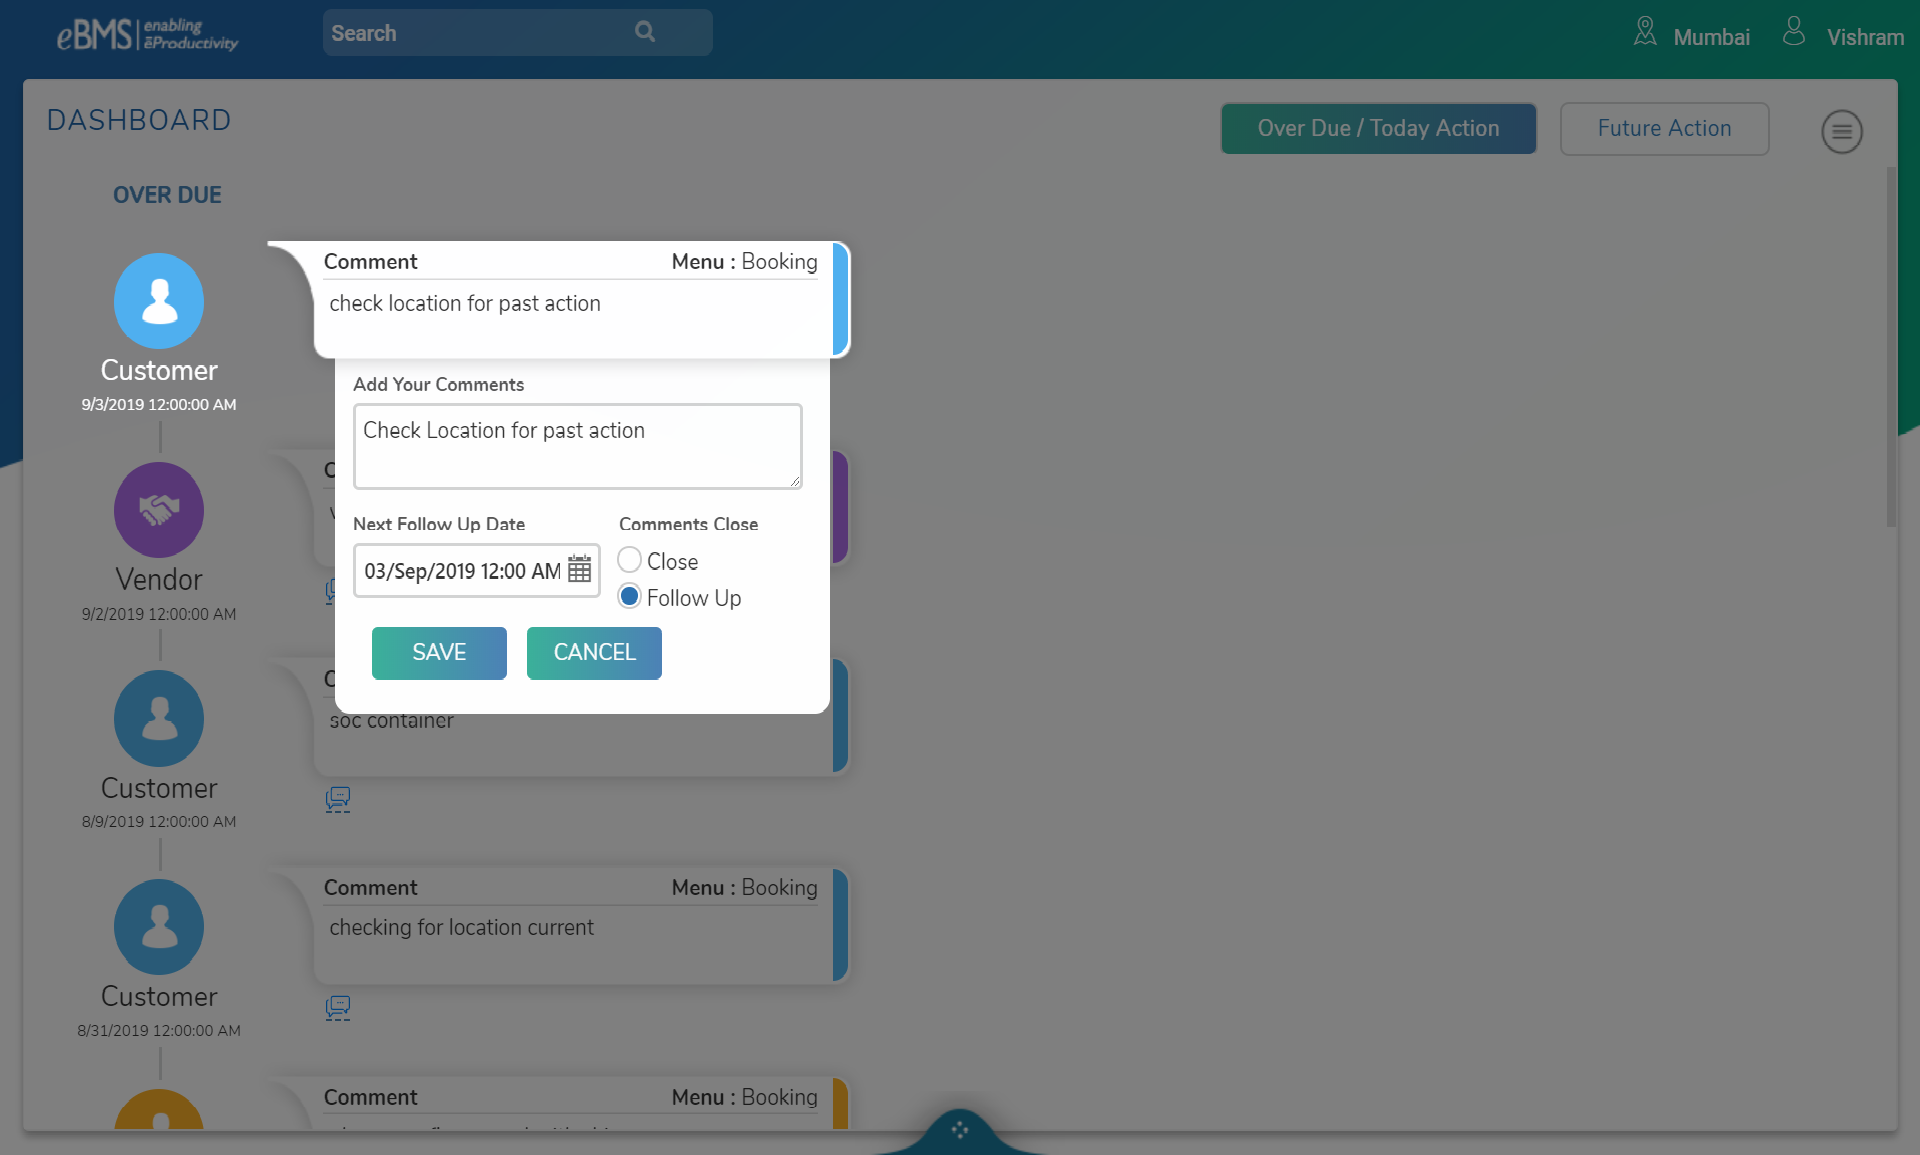 eBMS enabling
ēProductivity
Search
Mumbai
Vishram
DASHBOARD
Over Due / Today Action
Future Action
OVER DUE
Comment
Menu : Booking
check location for past action
Customer
9/3/2019 12:00:00 AM
Add Your Comments
Check Location for past action
Next Follow Up Date
Comments Close
03/Sep/2019 12:00 AM
Close
Follow Up
SAVE
CANCEL
Vendor
9/2/2019 12:00:00 AM
soc container
Customer
8/9/2019 12:00:00 AM
Comment
Menu : Booking
checking for location current
Customer
8/31/2019 12:00:00 AM
Comment
Menu : Booking